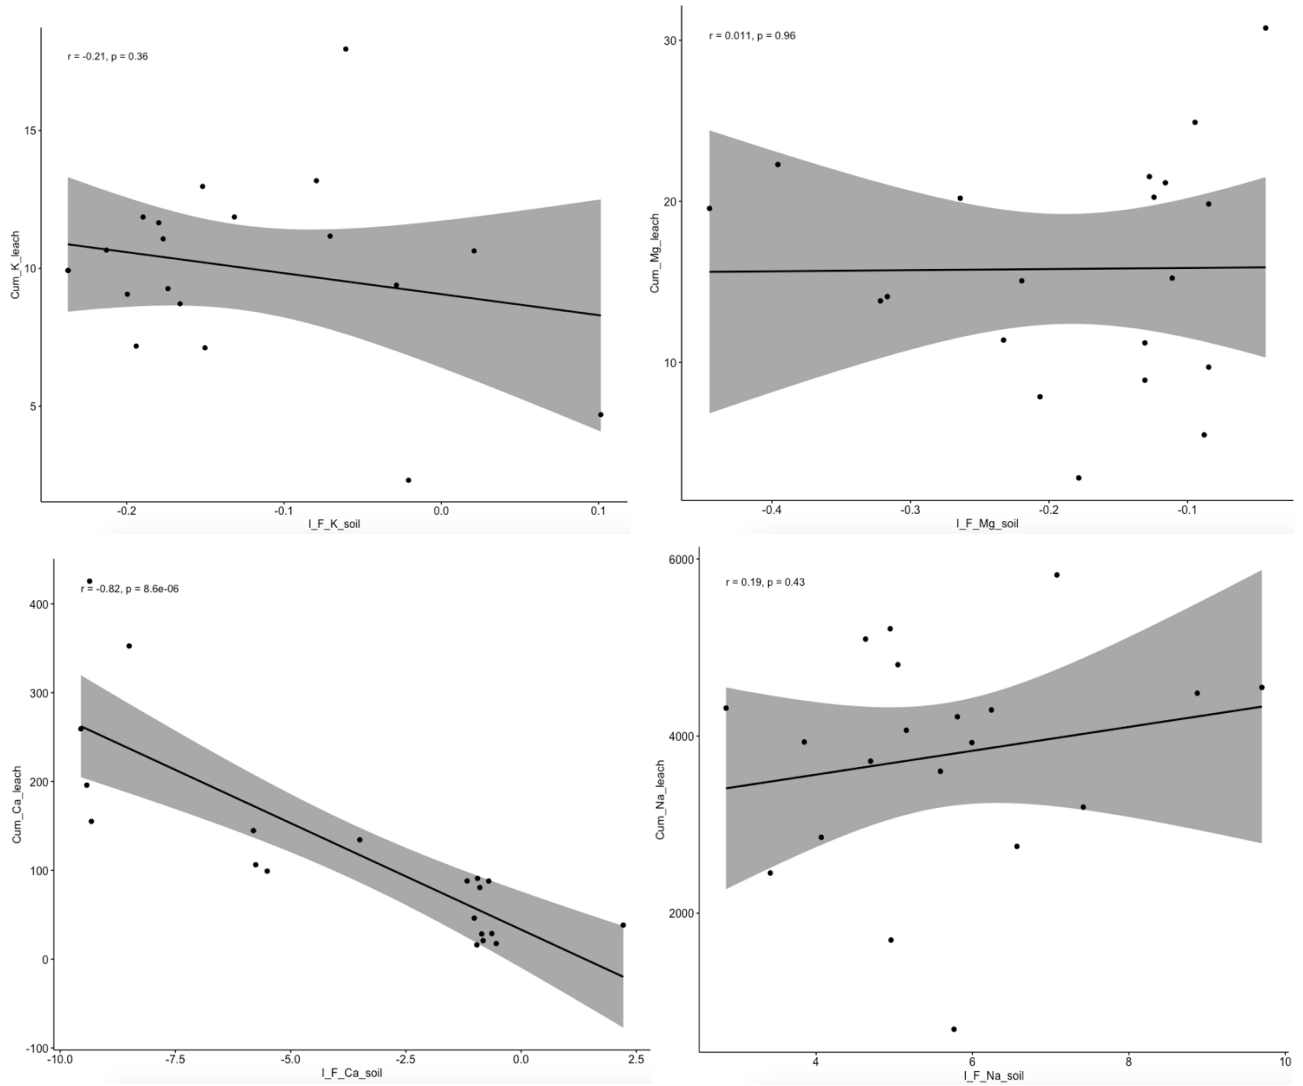 r = -0.21, p = 0.36
15
10
5
Cum_K_leach
-0.2 -0.1 0.0 0.1
I_F_K_soil
r = 0.011, p = 0.96
30
20
10
Cum_Mg_leach
-0.4 -0.3 -0.2 -0.1
I_F_Mg_soil
r = -0.82, p = 8.6e-06
400
300
200
100
0
-100
Cum_Ca_leach
-10.0 -7.5 -5.0 -2.5 0.0 2.5
I_F_Ca_soil
6000
r = 0.19, p = 0.43
4000
2000
Cum_Na_leach
4 6 8 10
I_F_Na_soil